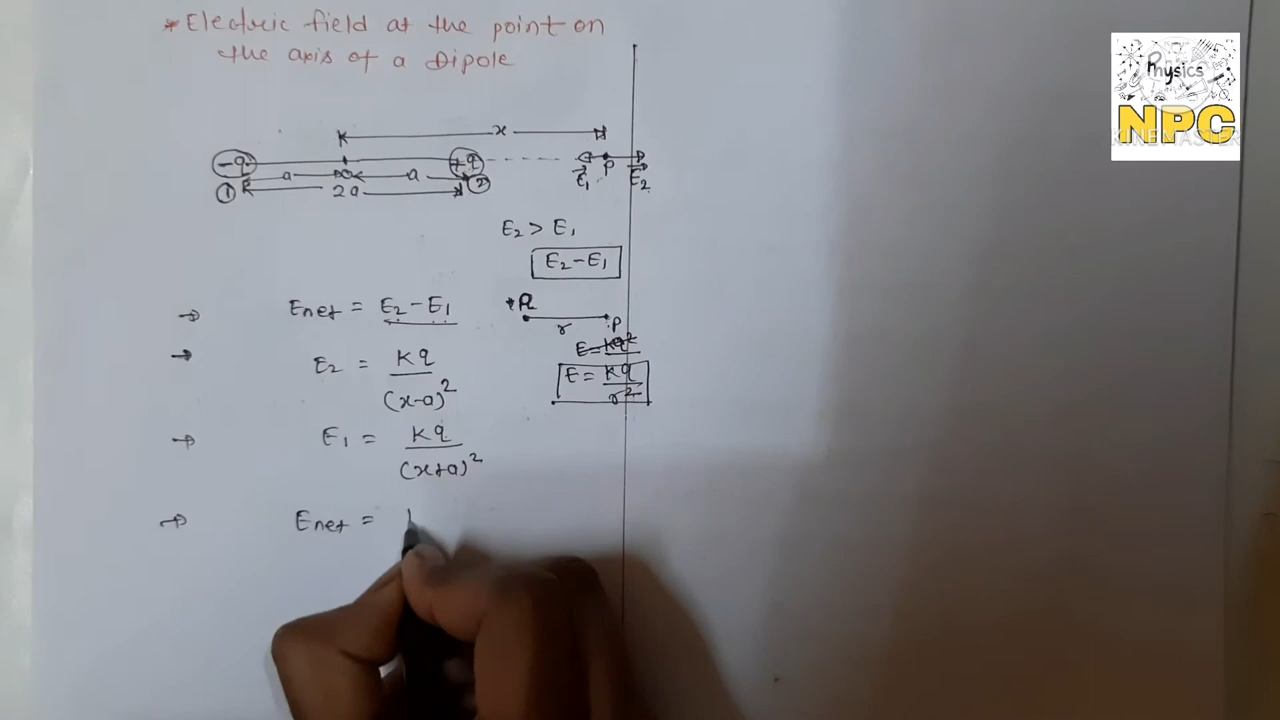 * Electric field at the point on
the axis of a Dipole
x
-q +q
a O a P
E₁ E₂
① 2a ②
E₂ > E₁
E₂ - E₁
→ Enet = E₂ - E₁
r P
→ E₂ = Kq / (x-a)²
E = Kq / r²
→ E₁ = Kq / (x+a)²
→ Enet =
Physics
NPC
KINEMASTER